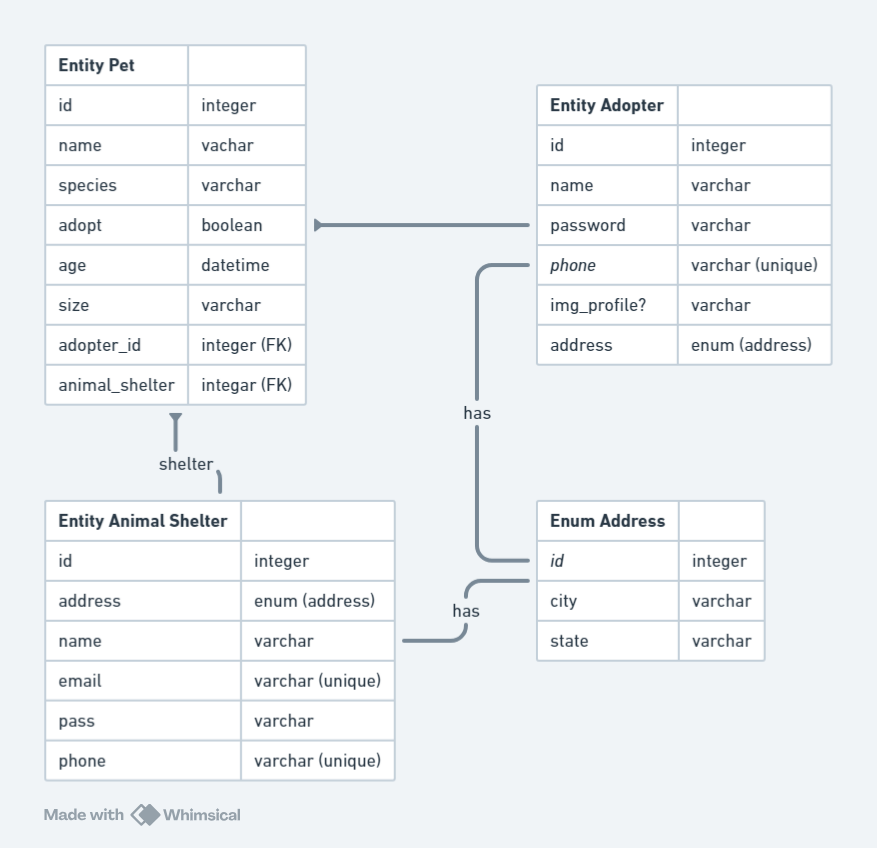 Entity Pet
id integer
name vachar
species varchar
adopt boolean
age datetime
size varchar
adopter_id integer (FK)
animal_shelter integar (FK)
Entity Adopter
id integer
name varchar
password varchar
phone varchar (unique)
img_profile? varchar
address enum (address)
has
shelter
Entity Animal Shelter
id integer
address enum (address)
name varchar
email varchar (unique)
pass varchar
phone varchar (unique)
has
Enum Address
id integer
city varchar
state varchar
Made with Whimsical